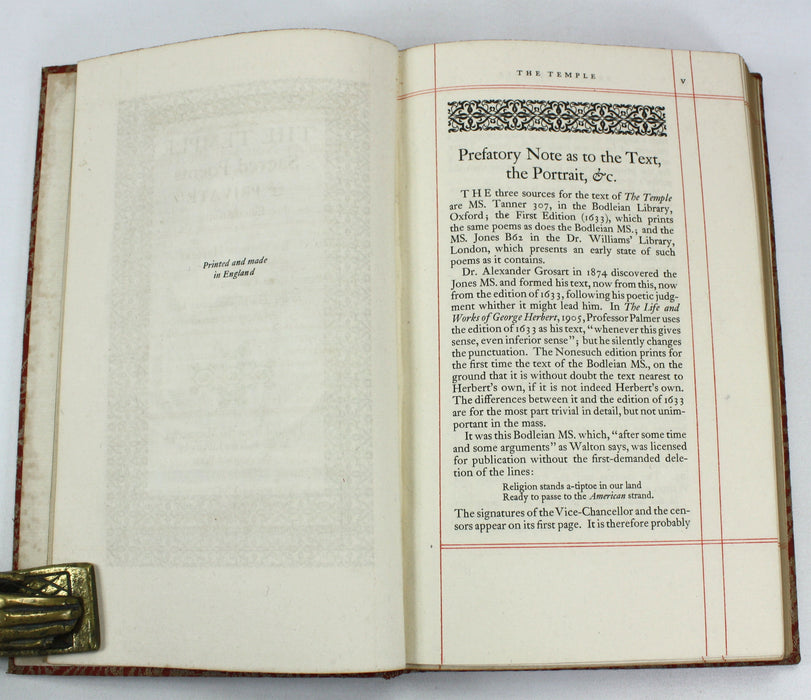 Printed and made
in England
THE TEMPLE
v
Prefatory Note as to the Text,
the Portrait, &c.
THE three sources for the text of The Temple
are MS. Tanner 307, in the Bodleian Library,
Oxford; the First Edition (1633), which prints
the same poems as does the Bodleian MS.; and the
MS. Jones B62 in the Dr. Williams' Library,
London, which presents an early state of such
poems as it contains.
Dr. Alexander Grosart in 1874 discovered the
Jones MS. and formed his text, now from this, now
from the edition of 1633, following his poetic judg-
ment whither it might lead him. In The Life and
Works of George Herbert, 1905, Professor Palmer uses
the edition of 1633 as his text, "whenever this gives
sense, even inferior sense"; but he silently changes
the punctuation. The Nonesuch edition prints for
the first time the text of the Bodleian MS., on the
ground that it is without doubt the text nearest to
Herbert's own, if it is not indeed Herbert's own.
The differences between it and the edition of 1633
are for the most part trivial in detail, but not unim-
portant in the mass.
It was this Bodleian MS. which, "after some time
and some arguments" as Walton says, was licensed
for publication without the first-demanded dele-
tion of the lines:
Religion stands a-tiptoe in our land
Ready to pass to the American strand.
The signatures of the Vice-Chancellor and the cen-
sors appear on its first page. It is therefore probably